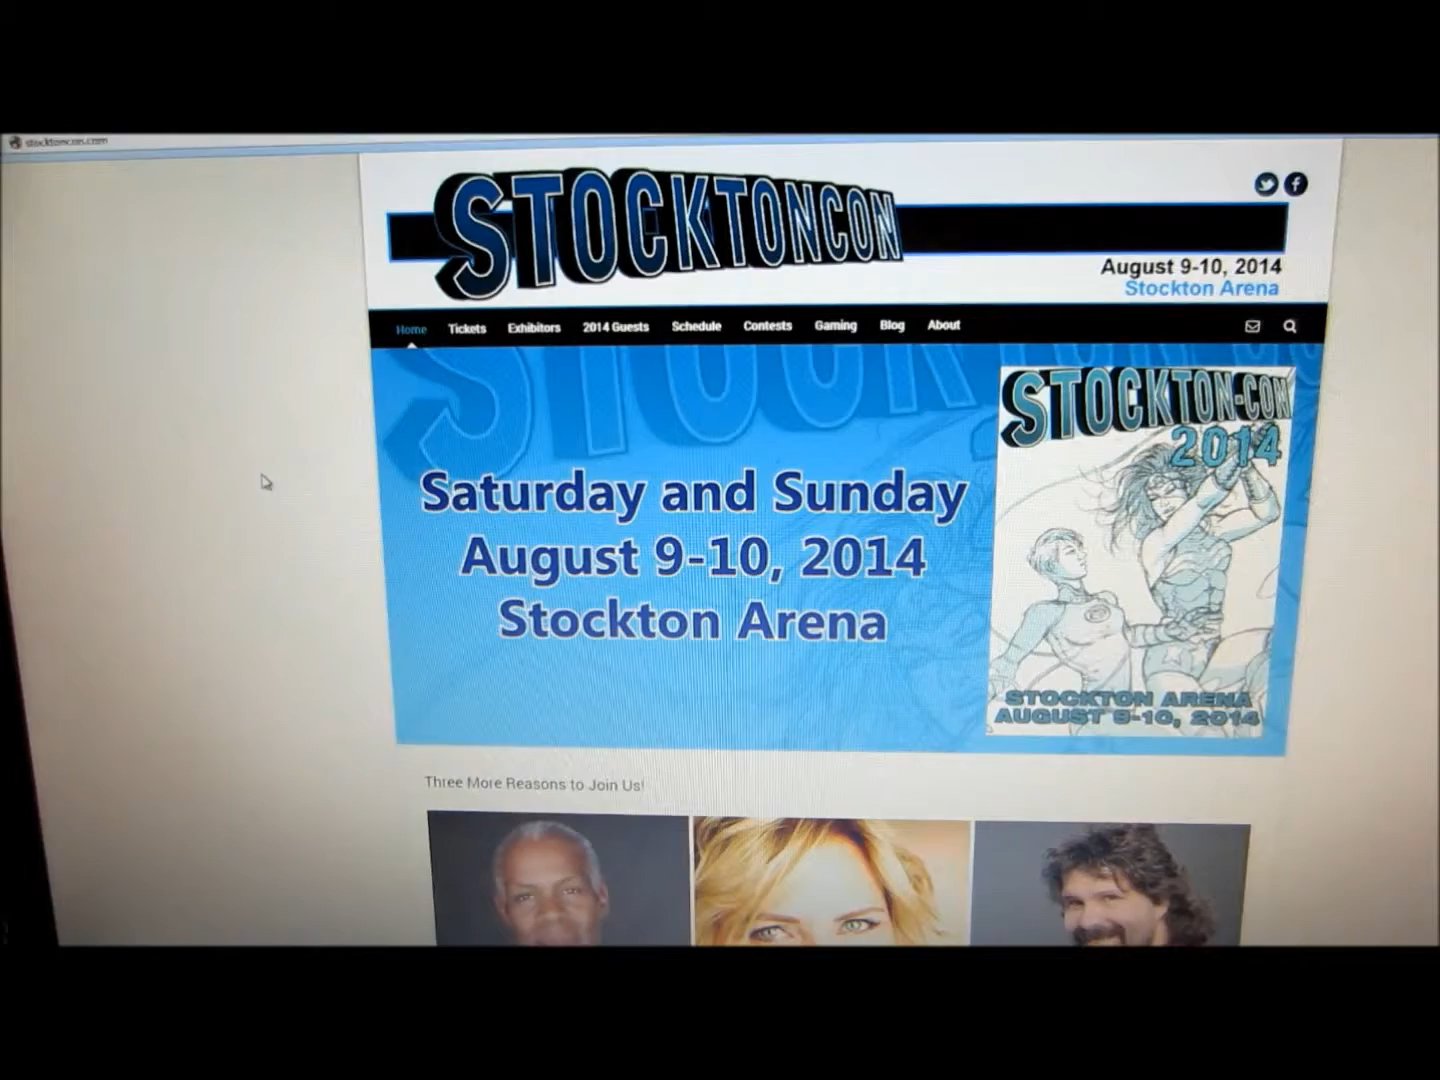 stocktoncon.com
STOCKTONCON
August 9-10, 2014
Stockton Arena
Home Tickets Exhibitors 2014 Guests Schedule Contests Gaming Blog About
STOCKTON-CON
2014
Saturday and Sunday
August 9-10, 2014
Stockton Arena
STOCKTON ARENA
AUGUST 9-10, 2014
Three More Reasons to Join Us!